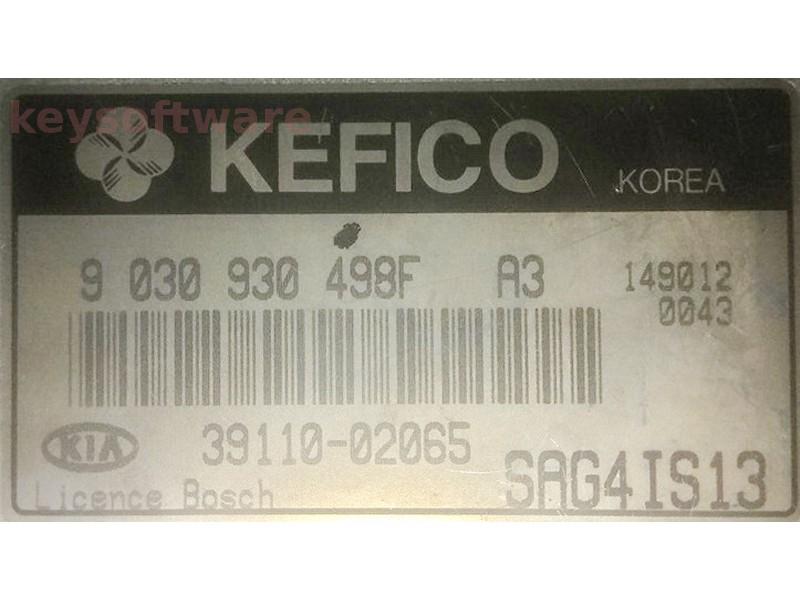 keysoftware
KEFICO KOREA
9 030 930 498F A3 149012
0043
KIA 39110-02065 SAG4IS13
Licence Bosch